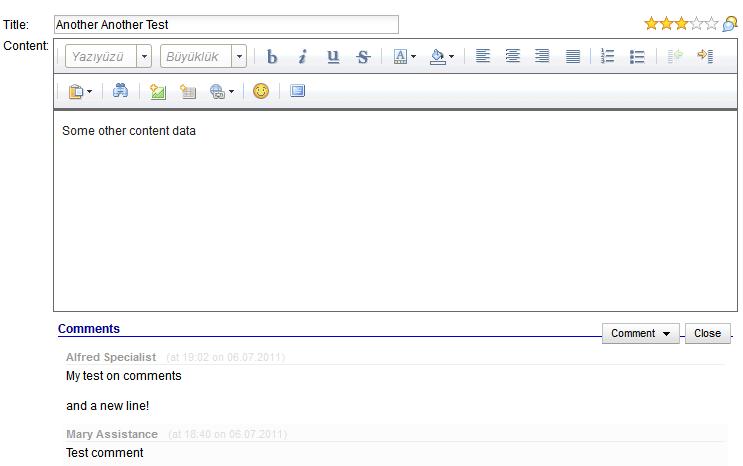 Title: Another Another Test
Content:
Yazıyüzü Büyüklük b i u S A
Some other content data
Comments Comment Close
Alfred Specialist (at 19:02 on 06.07.2011)
My test on comments
and a new line!
Mary Assistance (at 18:40 on 06.07.2011)
Test comment